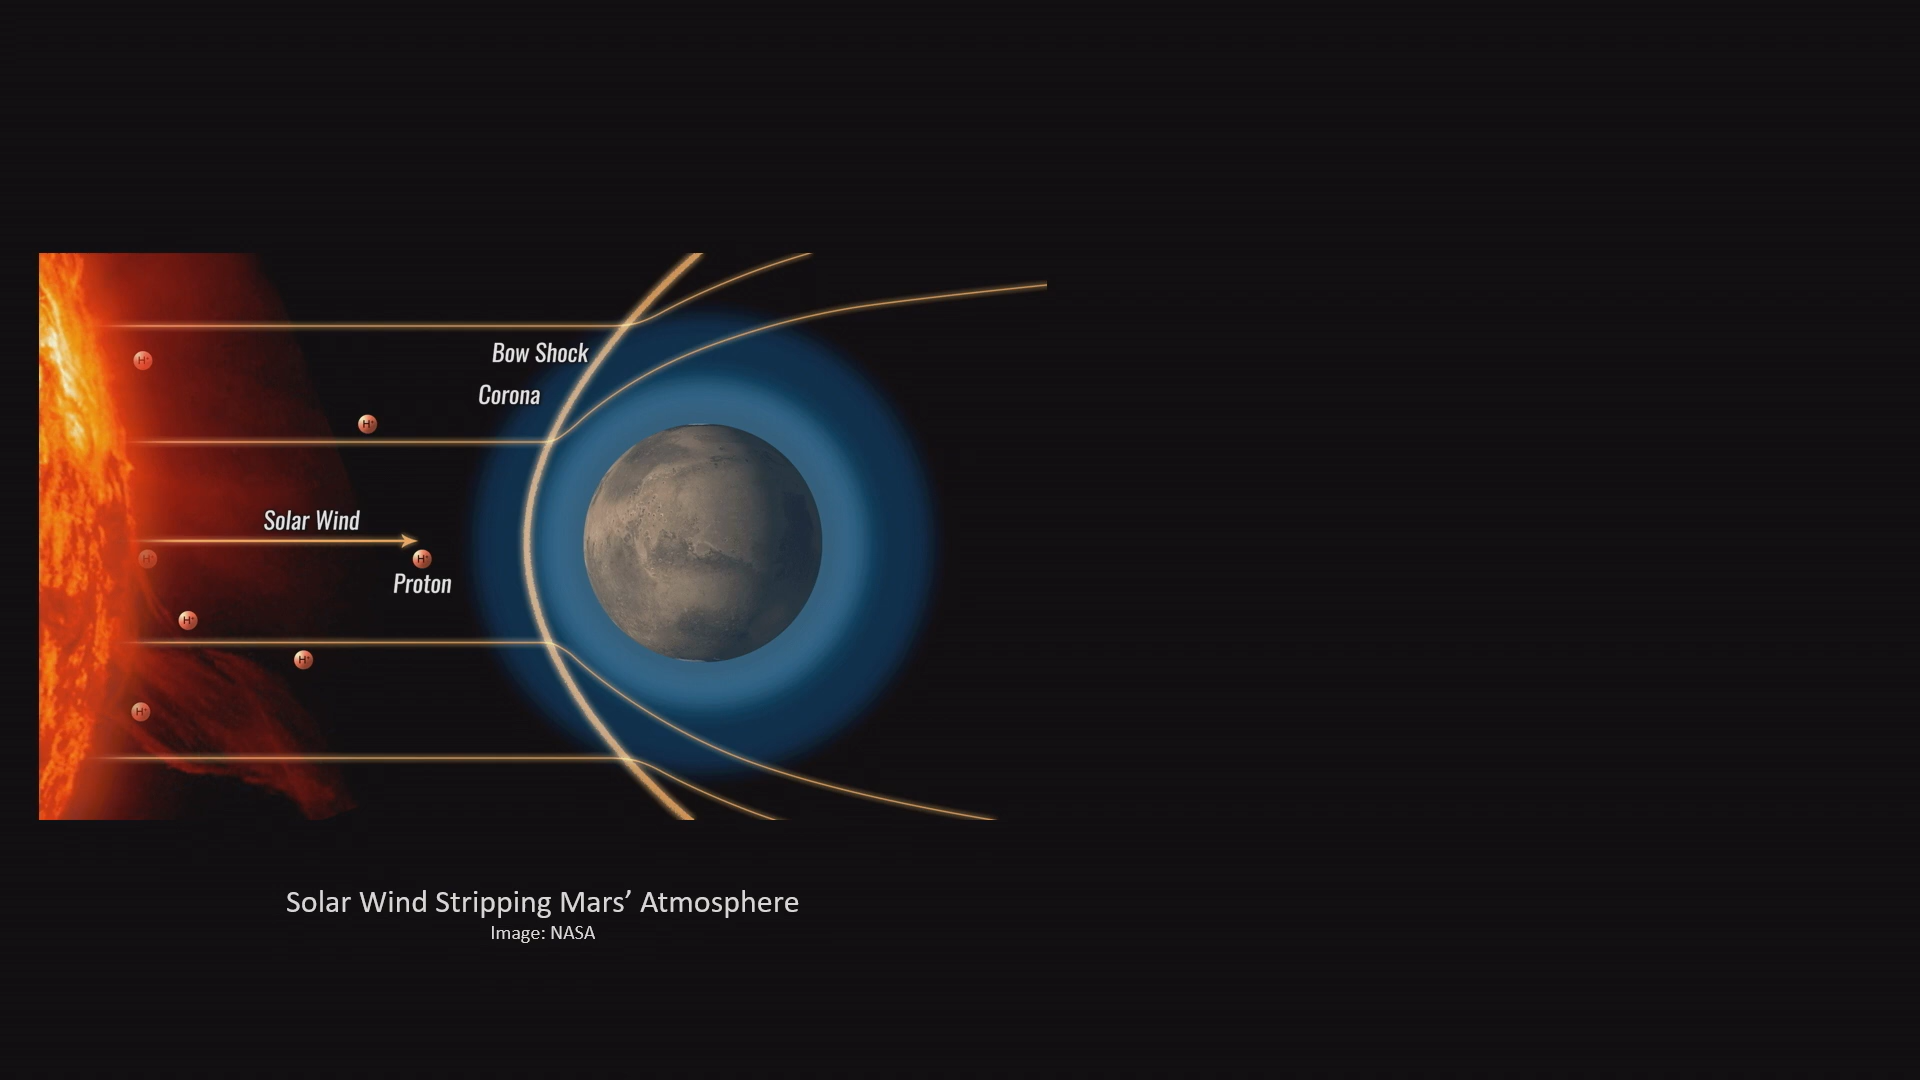 Bow Shock
Corona
H⁺
H⁺
Solar Wind
H⁺
H⁺
Proton
H⁺
H⁺
H⁺
Solar Wind Stripping Mars’ Atmosphere
Image: NASA